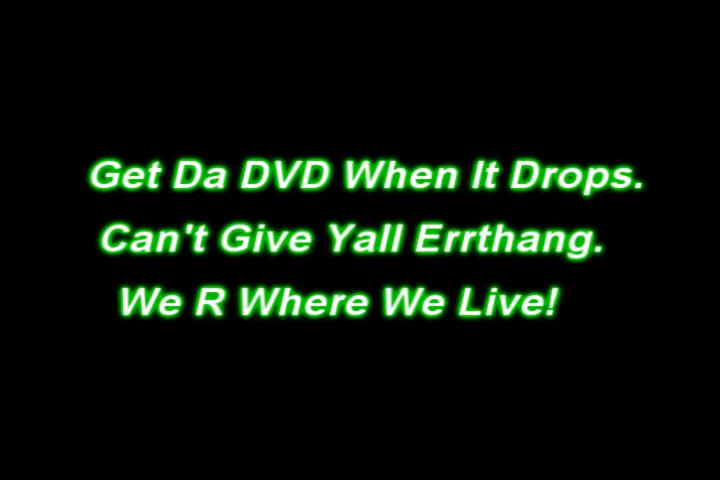 Get Da DVD When It Drops.
Can't Give Yall Errthang.
We R Where We Live!